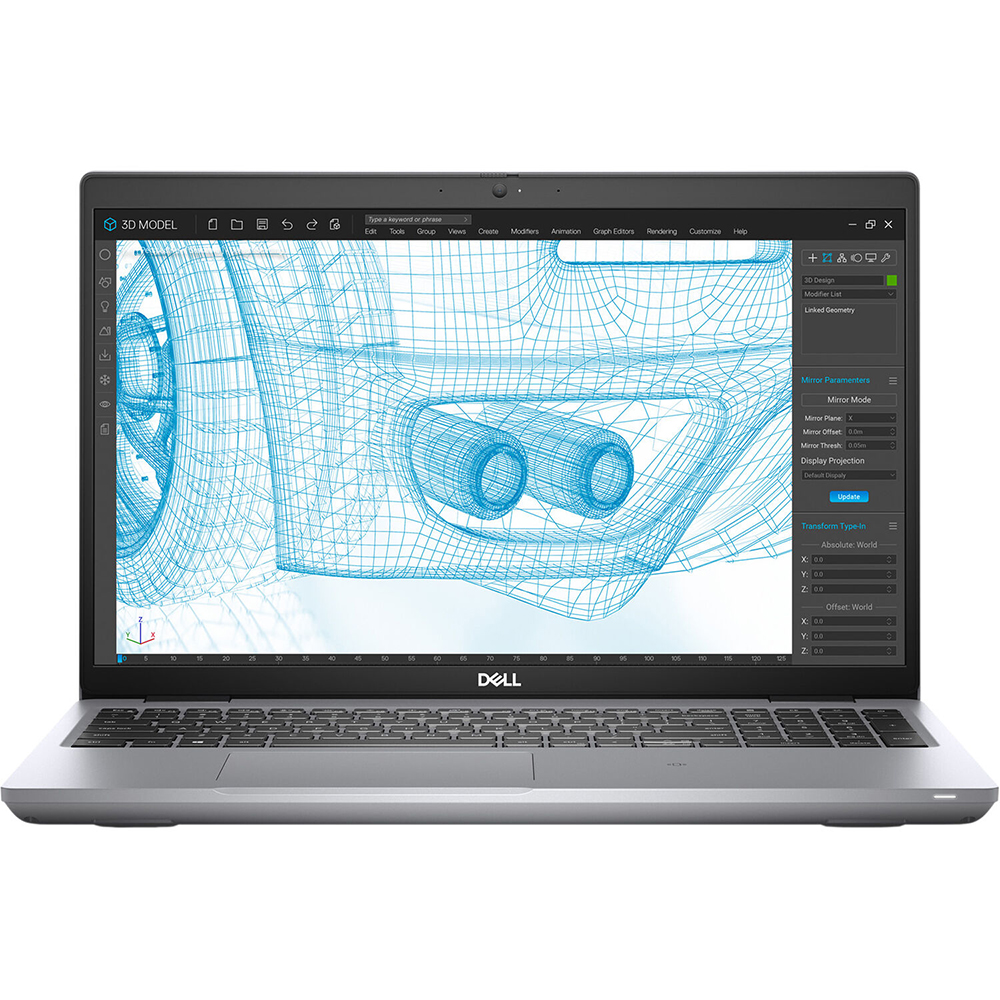 3D MODEL
Type a keyword or phrase
Edit Tools Group Views Create Modifiers Animation Graph Editors Rendering Customize Help
3D Design
Modifier List
Linked Geometry
Mirror Paramenters
Mirror Mode
Mirror Plane: X
Mirror Offset: 0.0m
Mirror Thresh: 0.05m
Display Projection
Default Dispaly
Update
Transform Type-In
Absolute: World
X: 0.0
Y: 0.0
Z: 0.0
Offset: World
X: 0.0
Y: 0.0
Z: 0.0
Z
Y X
0 5 10 15 20 25 30 35 40 45 50 55 60 65 70 75 80 85 90 95 100 105 110 115 120 125
DELL